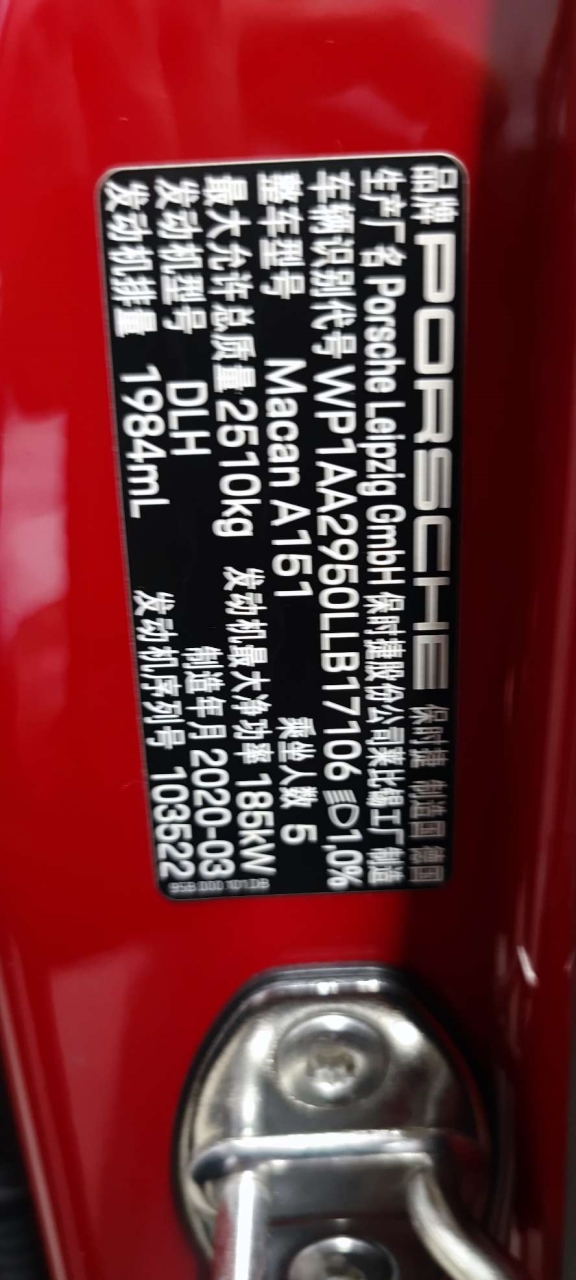 品牌 PORSCHE 保时捷 制造国 德国
生产厂名 Porsche Leipzig GmbH 保时捷股份公司莱比锡工厂 制造
车辆识别代号 WP1AA2950LLB17106 1,0%
整车型号 Macan A151 乘坐人数 5
最大允许总质量 2510kg 发动机最大净功率 185kW
发动机型号 DLH 制造年月 2020-03
发动机排量 1984mL 发动机序列号 103522
95B.000.101.DB